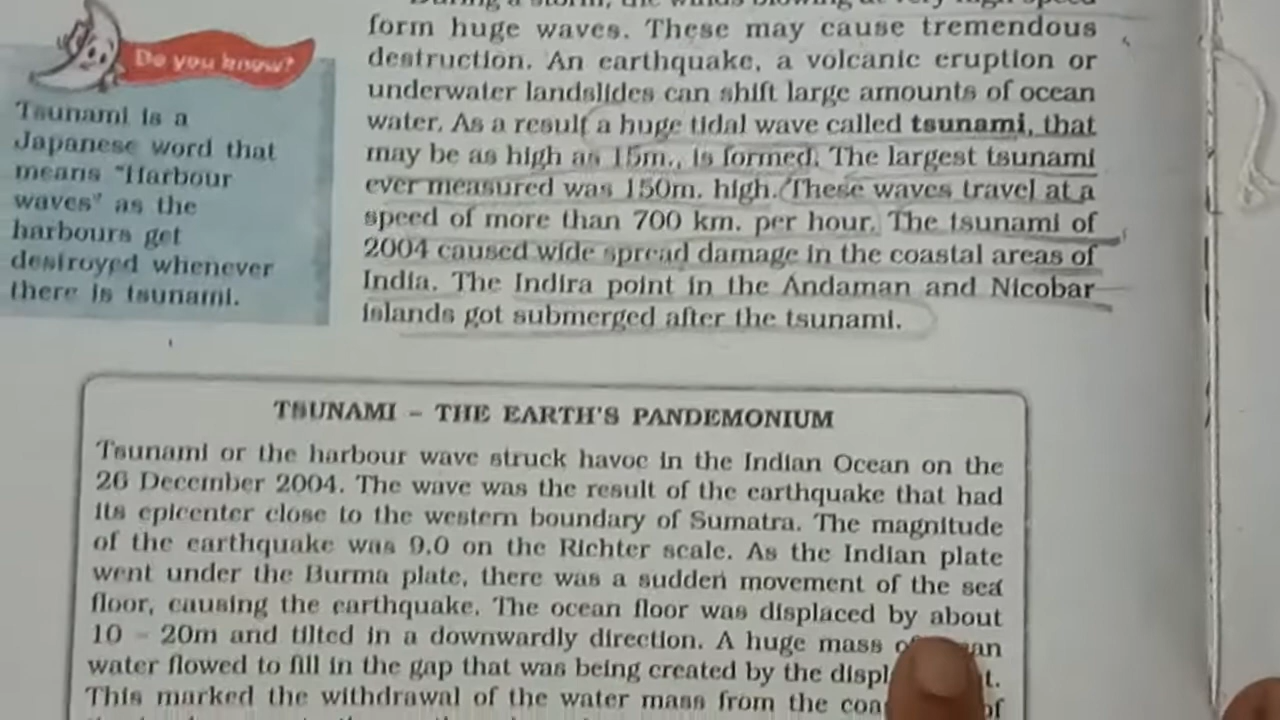 Do you know?
Tsunami is a
Japanese word that
means "Harbour
waves" as the
harbours get
destroyed whenever
there is tsunami.
During a storm, the winds blowing at very high speed
form huge waves. These may cause tremendous
destruction. An earthquake, a volcanic eruption or
underwater landslides can shift large amounts of ocean
water. As a result a huge tidal wave called tsunami, that
may be as high as 15m., is formed. The largest tsunami
ever measured was 150m. high. These waves travel at a
speed of more than 700 km. per hour. The tsunami of
2004 caused wide spread damage in the coastal areas of
India. The Indira point in the Andaman and Nicobar
islands got submerged after the tsunami.
TSUNAMI – THE EARTH'S PANDEMONIUM
Tsunami or the harbour wave struck havoc in the Indian Ocean on the
26 December 2004. The wave was the result of the earthquake that had
its epicenter close to the western boundary of Sumatra. The magnitude
of the earthquake was 9.0 on the Richter scale. As the Indian plate
went under the Burma plate, there was a sudden movement of the sea
floor, causing the earthquake. The ocean floor was displaced by about
10 – 20m and tilted in a downwardly direction. A huge mass
water flowed to fill in the gap that was being created by the
This marked the withdrawal of the water mass from the of